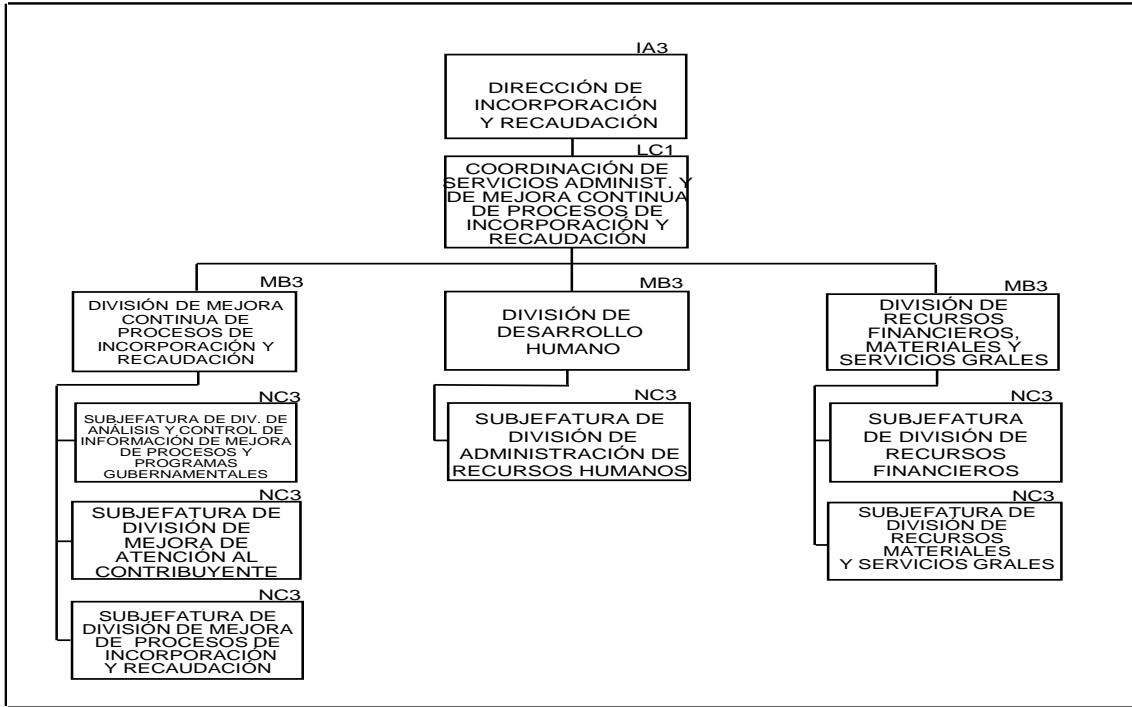 IA3
DIRECCIÓN DE
INCORPORACIÓN
Y RECAUDACIÓN
LC1
COORDINACIÓN DE
SERVICIOS ADMINIST. Y
DE MEJORA CONTINUA
DE PROCESOS DE
INCORPORACIÓN Y
RECAUDACIÓN
MB3
DIVISIÓN DE MEJORA
CONTINUA DE
PROCESOS DE
INCORPORACIÓN Y
RECAUDACIÓN
MB3
DIVISIÓN DE
DESARROLLO
HUMANO
MB3
DIVISIÓN DE
RECURSOS
FINANCIEROS,
MATERIALES Y
SERVICIOS GRALES
NC3
SUBJEFATURA DE DIV. DE
ANÁLISIS Y CONTROL DE
INFORMACIÓN DE MEJORA
DE PROCESOS Y
PROGRAMAS
GUBERNAMENTALES
NC3
SUBJEFATURA DE
DIVISIÓN DE
ADMINISTRACIÓN DE
RECURSOS HUMANOS
NC3
SUBJEFATURA
DE DIVISIÓN DE
RECURSOS
FINANCIEROS
NC3
SUBJEFATURA DE
DIVISIÓN DE
MEJORA DE
ATENCIÓN AL
CONTRIBUYENTE
NC3
SUBJEFATURA DE
DIVISIÓN DE
RECURSOS
MATERIALES
Y SERVICIOS GRALES
NC3
SUBJEFATURA DE
DIVISIÓN DE MEJORA
DE PROCESOS DE
INCORPORACIÓN
Y RECAUDACIÓN